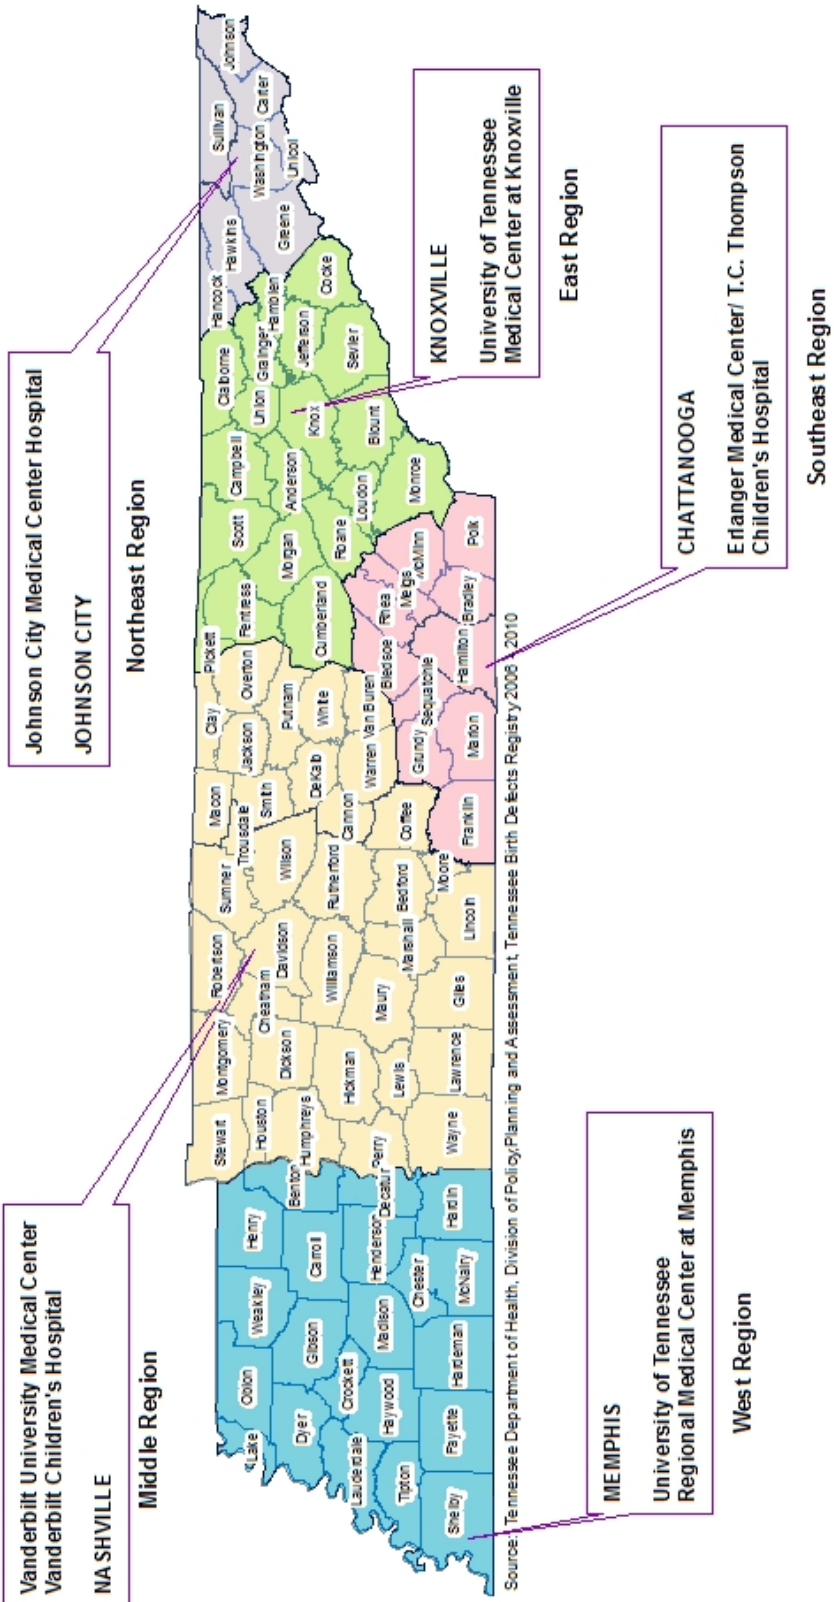 Vanderbilt University Medical Center
Vanderbilt Children's Hospital
NASHVILLE
Middle Region
Johnson City Medical Center Hospital
JOHNSON CITY
Northeast Region
Lake
Obion
Weakley
Henry
Dyer
Gibson
Carroll
Benton
Lauderdale
Crockett
Madison
Henderson
Decatur
Tipton
Haywood
Chester
Shelby
Fayette
Hardeman
McNairy
Hardin
Stewart
Montgomery
Robertson
Sumner
Macon
Clay
Pickett
Houston
Cheatham
Trousdale
Jackson
Overton
Humphreys
Dickson
Davidson
Wilson
Smith
Putnam
Perry
Hickman
Williamson
Rutherford
DeKalb
White
Cannon
Warren
Van Buren
Lewis
Maury
Marshall
Bedford
Coffee
Wayne
Lawrence
Giles
Lincoln
Moore
Fentress
Scott
Campbell
Claiborne
Union
Grainger
Hamblen
Morgan
Anderson
Knox
Jefferson
Cocke
Cumberland
Roane
Loudon
Blount
Sevier
Monroe
Hancock
Hawkins
Sullivan
Johnson
Greene
Washington
Carter
Unicoi
Bledsoe
Rhea
Meigs
McMinn
Grundy
Sequatchie
Franklin
Marion
Hamilton
Bradley
Polk
Source: Tennessee Department of Health, Division of Policy,Planning and Assessment, Tennessee Birth Defects Registry 2006 - 2010
MEMPHIS
University of Tennessee
Regional Medical Center at Memphis
West Region
KNOXVILLE
University of Tennessee
Medical Center at Knoxville
East Region
CHATTANOOGA
Erlanger Medical Center/ T.C. Thompson
Children's Hospital
Southeast Region